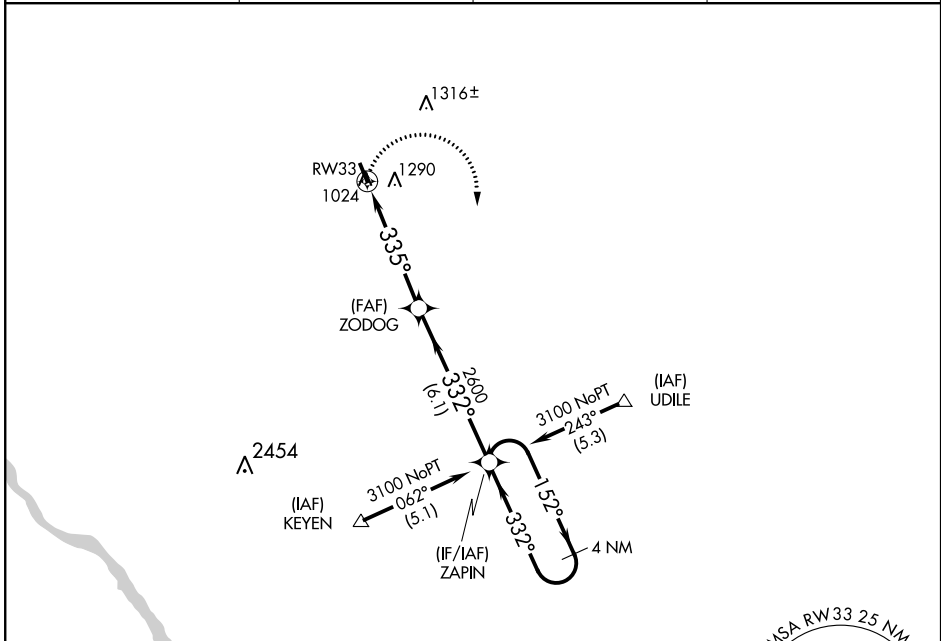 1316±
RW33
1290
1024
335°
(FAF)
ZODOG
2600
332°
(6.1)
(IAF)
UDILE
3100 NoPT
243°
(5.3)
2454
3100 NoPT
062°
(5.1)
(IAF)
KEYEN
152°
332°
4 NM
(IF/IAF)
ZAPIN
MSA RW33 25 NM